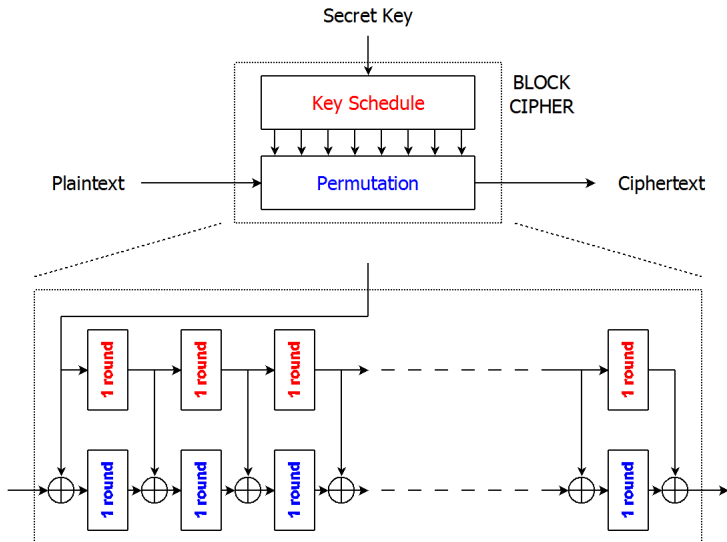 Secret Key
BLOCK
CIPHER
Key Schedule
Plaintext
Permutation
Ciphertext
1 round
1 round
1 round
1 round
1 round
1 round
1 round
1 round